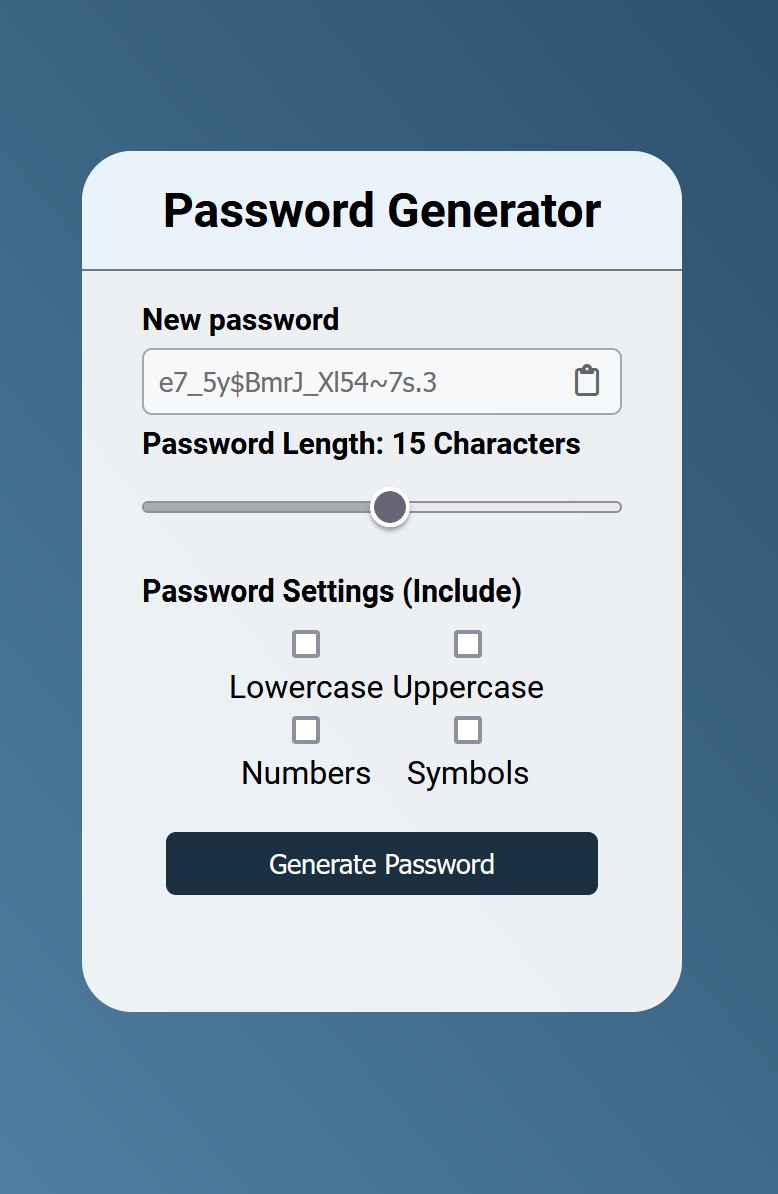 Password Generator
New password
e7_5y$BmrJ_Xl54~7s.3
Password Length: 15 Characters
Password Settings (Include)
Lowercase Uppercase
Numbers Symbols
Generate Password